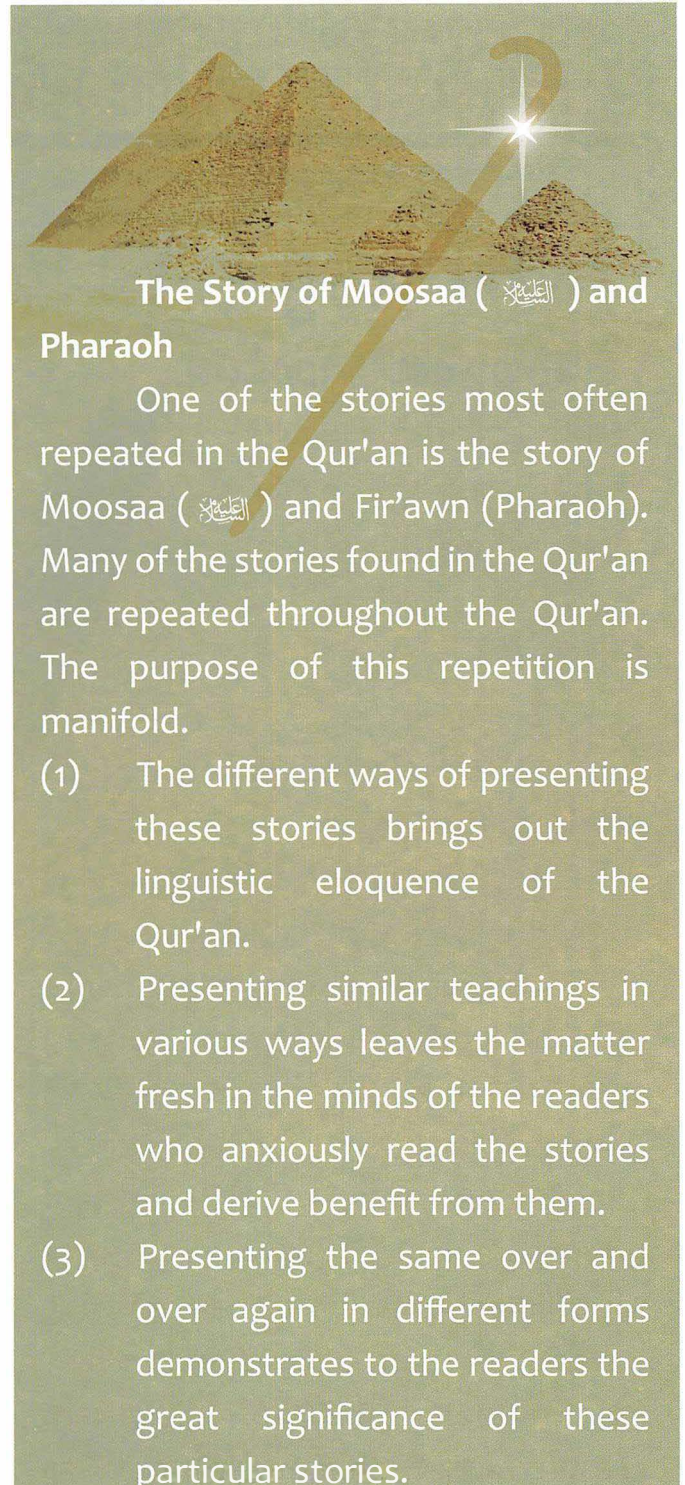 The Story of Moosaa ( عليه السلام ) and
Pharaoh
One of the stories most often
repeated in the Qur'an is the story of
Moosaa ( عليه السلام ) and Fir’awn (Pharaoh).
Many of the stories found in the Qur'an
are repeated throughout the Qur'an.
The purpose of this repetition is
manifold.
(1) The different ways of presenting
these stories brings out the
linguistic eloquence of the
Qur'an.
(2) Presenting similar teachings in
various ways leaves the matter
fresh in the minds of the readers
who anxiously read the stories
and derive benefit from them.
(3) Presenting the same over and
over again in different forms
demonstrates to the readers the
great significance of these
particular stories.